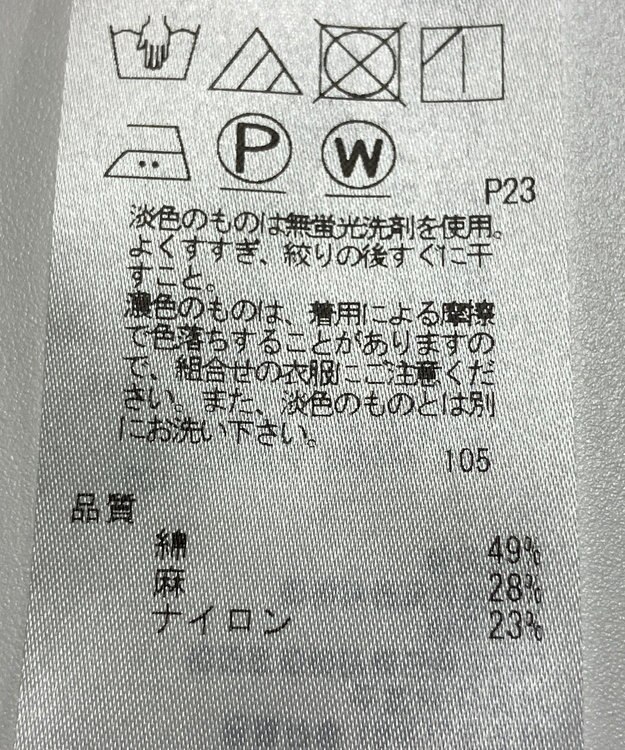 P W
P23
淡色のものは無蛍光洗剤を使用。
よくすすぎ、絞りの後すぐに干
すこと。
濃色のものは、着用による摩擦
で色落ちすることがありますの
で、組合せの衣服にご注意くだ
さい。また、淡色のものとは別
にお洗い下さい。
105
品質
綿 49%
麻 28%
ナイロン 23%